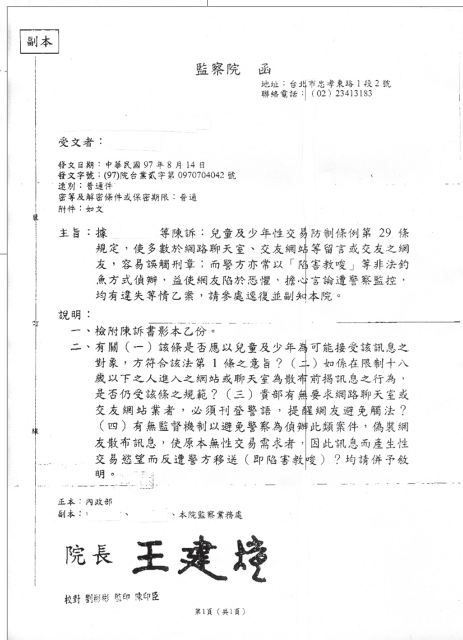 副本
監察院 函
地址：台北市忠孝東路1段2號
聯絡電話：(02) 23413183
受文者：
發文日期：中華民國 97 年 8 月 14 日
發文字號：(97)院台業貳字第 0970704042 號
速別：普通件
密等及解密條件或保密期限：普通
附件：如文
主旨：據 等陳訴：兒童及少年性交易防制條例第 29 條
規定，使多數於網路聊天室、交友網站等留言或交友之網
友，容易誤觸刑章；而警方亦常以「陷害教唆」等非法釣
魚方式偵辦，益使網友陷於恐懼，擔心言論遭警察監控，
均有違失等情乙案，請參處逕復並副知本院。
說明：
一、檢附陳訴書影本乙份。
二、有關（一）該條是否應以兒童及少年為可能接受該訊息之
對象，方符合該法第 1 條之意旨？（二）如係在限制十八
歲以下之人進入之網站或聊天室為散布前揭訊息之行為，
是否仍受該條之規範？（三）貴部有無要求網路聊天室或
交友網站業者，必須刊登警語，提醒網友避免觸法？
（四）有無監督機制以避免警察為偵辦此類案件，偽裝網
友散布訊息，使原本無性交易需求者，因此訊息而產生性
交易慾望而反遭警方移送（即陷害教唆）？均請併予敘
明。
裝
訂
線
正本：內政部
副本： 、 、本院監察業務處
院長 王建煊
校對 劉彬彬 監印 陳印臣
第1頁（共1頁）